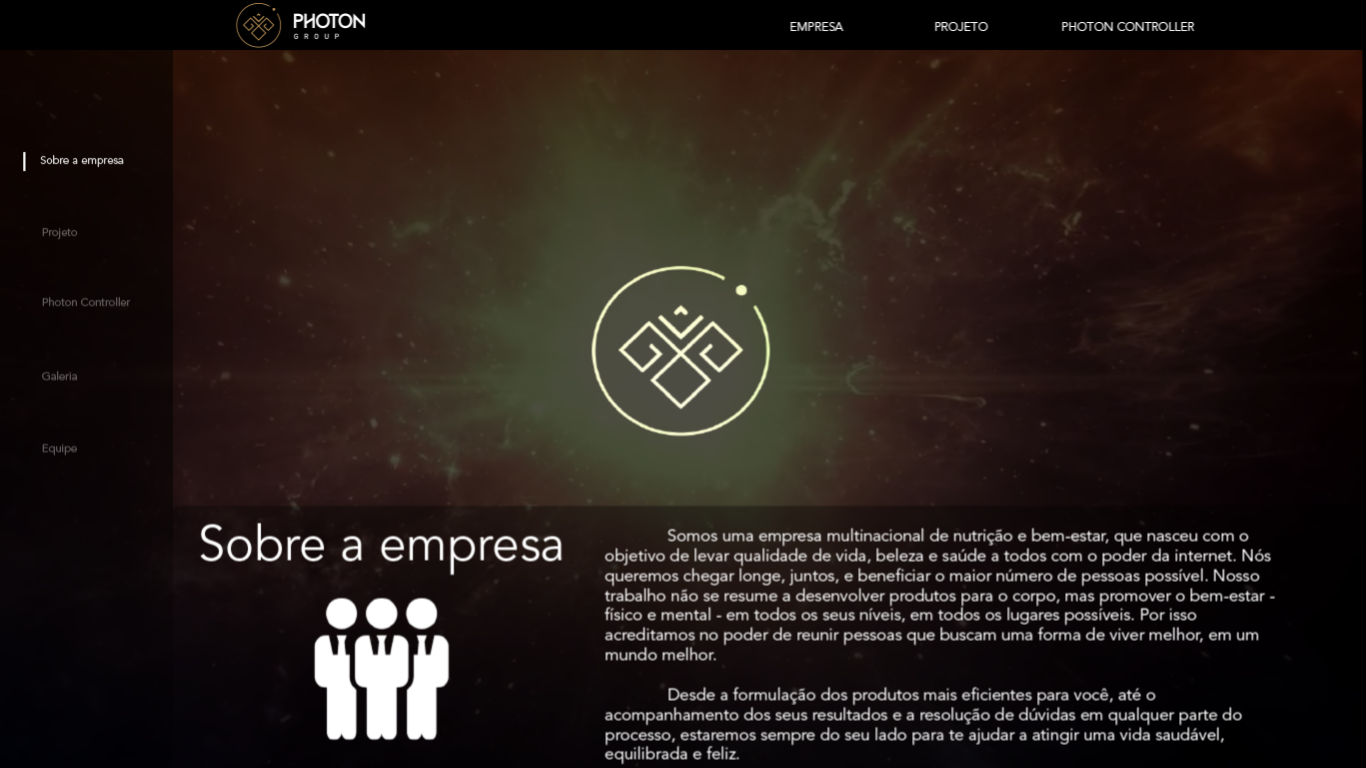 PHOTON
GROUP
EMPRESA
PROJETO
PHOTON CONTROLLER
Sobre a empresa
Projeto
Photon Controller
Galeria
Equipe
Sobre a empresa
Somos uma empresa multinacional de nutrição e bem-estar, que nasceu com o
objetivo de levar qualidade de vida, beleza e saúde a todos com o poder da internet. Nós
queremos chegar longe, juntos, e beneficiar o maior número de pessoas possível. Nosso
trabalho não se resume a desenvolver produtos para o corpo, mas promover o bem-estar -
físico e mental - em todos os seus níveis, em todos os lugares possíveis. Por isso
acreditamos no poder de reunir pessoas que buscam uma forma de viver melhor, em um
mundo melhor.
Desde a formulação dos produtos mais eficientes para você, até o
acompanhamento dos seus resultados e a resolução de dúvidas em qualquer parte do
processo, estaremos sempre do seu lado para te ajudar a atingir uma vida saudável,
equilibrada e feliz.